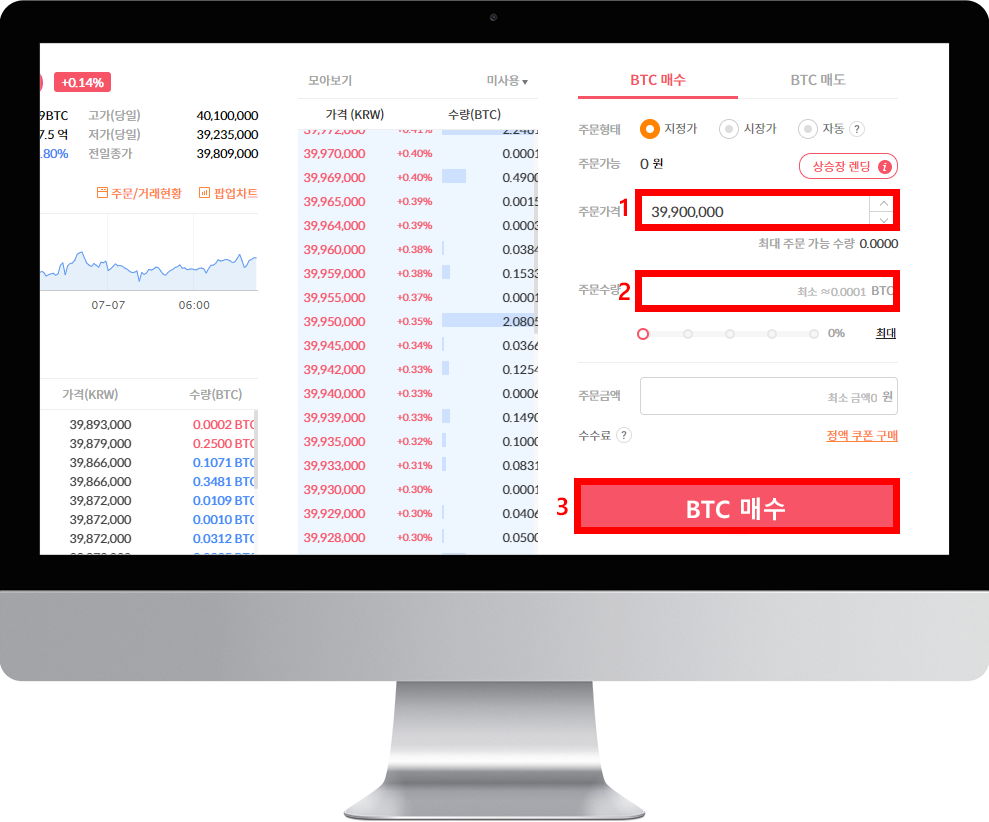 +0.14%
9BTC 고가(당일) 40,100,000
7.5 억 저가(당일) 39,235,000
.80% 전일종가 39,809,000
주문/거래현황 팝업차트
07-07 06:00
가격(KRW) 수량(BTC)
39,893,000 0.0002 BTC
39,879,000 0.2500 BTC
39,866,000 0.1071 BTC
39,866,000 0.3481 BTC
39,872,000 0.0109 BTC
39,872,000 0.0010 BTC
39,872,000 0.0312 BTC
모아보기 미사용▼
가격 (KRW) 수량(BTC)
39,772,000 +0.41% 2.2481
39,970,000 +0.40% 0.0001
39,969,000 +0.40% 0.4900
39,965,000 +0.39% 0.0015
39,964,000 +0.39% 0.0003
39,960,000 +0.38% 0.0384
39,959,000 +0.38% 0.1533
39,955,000 +0.37% 0.0001
39,950,000 +0.35% 2.0805
39,945,000 +0.34% 0.0366
39,942,000 +0.33% 0.1254
39,940,000 +0.33% 0.0006
39,939,000 +0.33% 0.1490
39,935,000 +0.32% 0.1000
39,933,000 +0.31% 0.0831
39,930,000 +0.30% 0.0001
39,929,000 +0.30% 0.0406
39,928,000 +0.30% 0.0500
BTC 매수 BTC 매도
주문형태 지정가 시장가 자동 ?
주문가능 0 원 상승장 렌딩 i
주문가격 1 39,900,000
최대 주문 가능 수량 0.0000
주문수량 2 최소 ≈0.0001 BTC
0% 최대
주문금액 최소 금액0 원
수수료 ? 정액 쿠폰 구매
3 BTC 매수